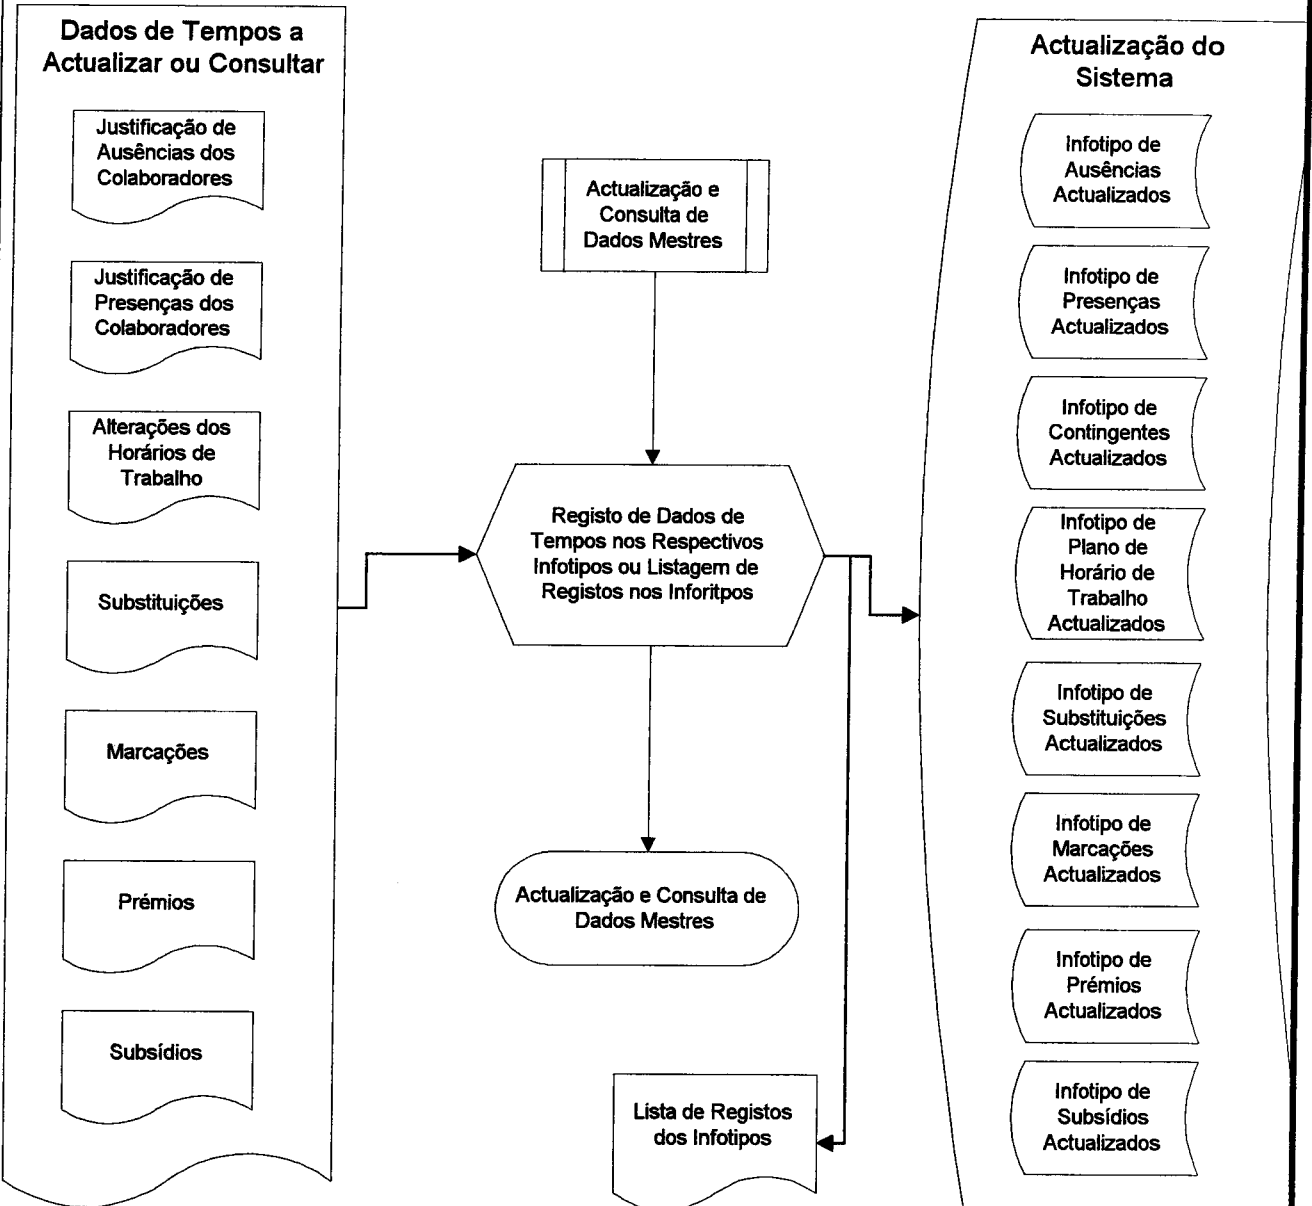 Dados de Tempos a
Actualizar ou Consultar
Justificação de
Ausências dos
Colaboradores
Justificação de
Presenças dos
Colaboradores
Alterações dos
Horários de
Trabalho
Substituições
Marcações
Prémios
Subsídios
Actualização e
Consulta de
Dados Mestres
Registo de Dados de
Tempos nos Respectivos
Infotipos ou Listagem de
Registos nos Inforitpos
Actualização e Consulta de
Dados Mestres
Lista de Registos
dos Infotipos
Actualização do
Sistema
Infotipo de
Ausências
Actualizados
Infotipo de
Presenças
Actualizados
Infotipo de
Contingentes
Actualizados
Infotipo de
Plano de
Horário de
Trabalho
Actualizados
Infotipo de
Substituições
Actualizados
Infotipo de
Marcações
Actualizados
Infotipo de
Prémios
Actualizados
Infotipo de
Subsídios
Actualizados